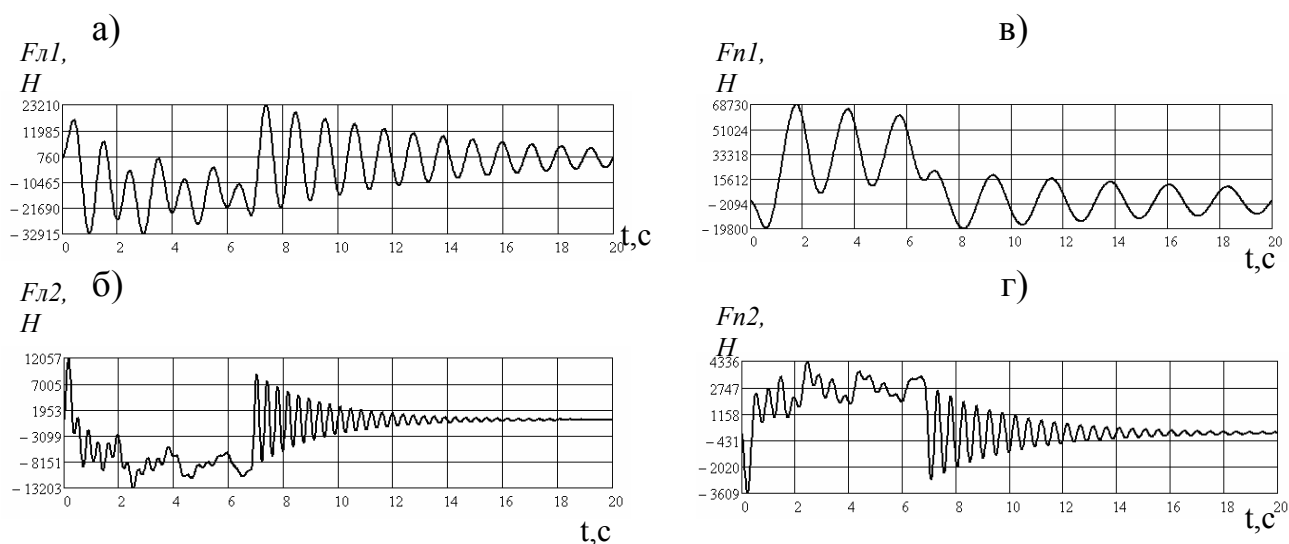 а)
Fл1,
Н
23210
11985
760
−10465
−21690
−32915
0 2 4 6 8 10 12 14 16 18 20
t,с
в)
Fп1,
Н
68730
51024
33318
15612
−2094
−19800
0 2 4 6 8 10 12 14 16 18 20
t,с
б)
Fл2,
Н
12057
7005
1953
−3099
−8151
−13203
0 2 4 6 8 10 12 14 16 18 20
t,с
г)
Fп2,
Н
4336
2747
1158
−431
−2020
−3609
0 2 4 6 8 10 12 14 16 18 20
t,с